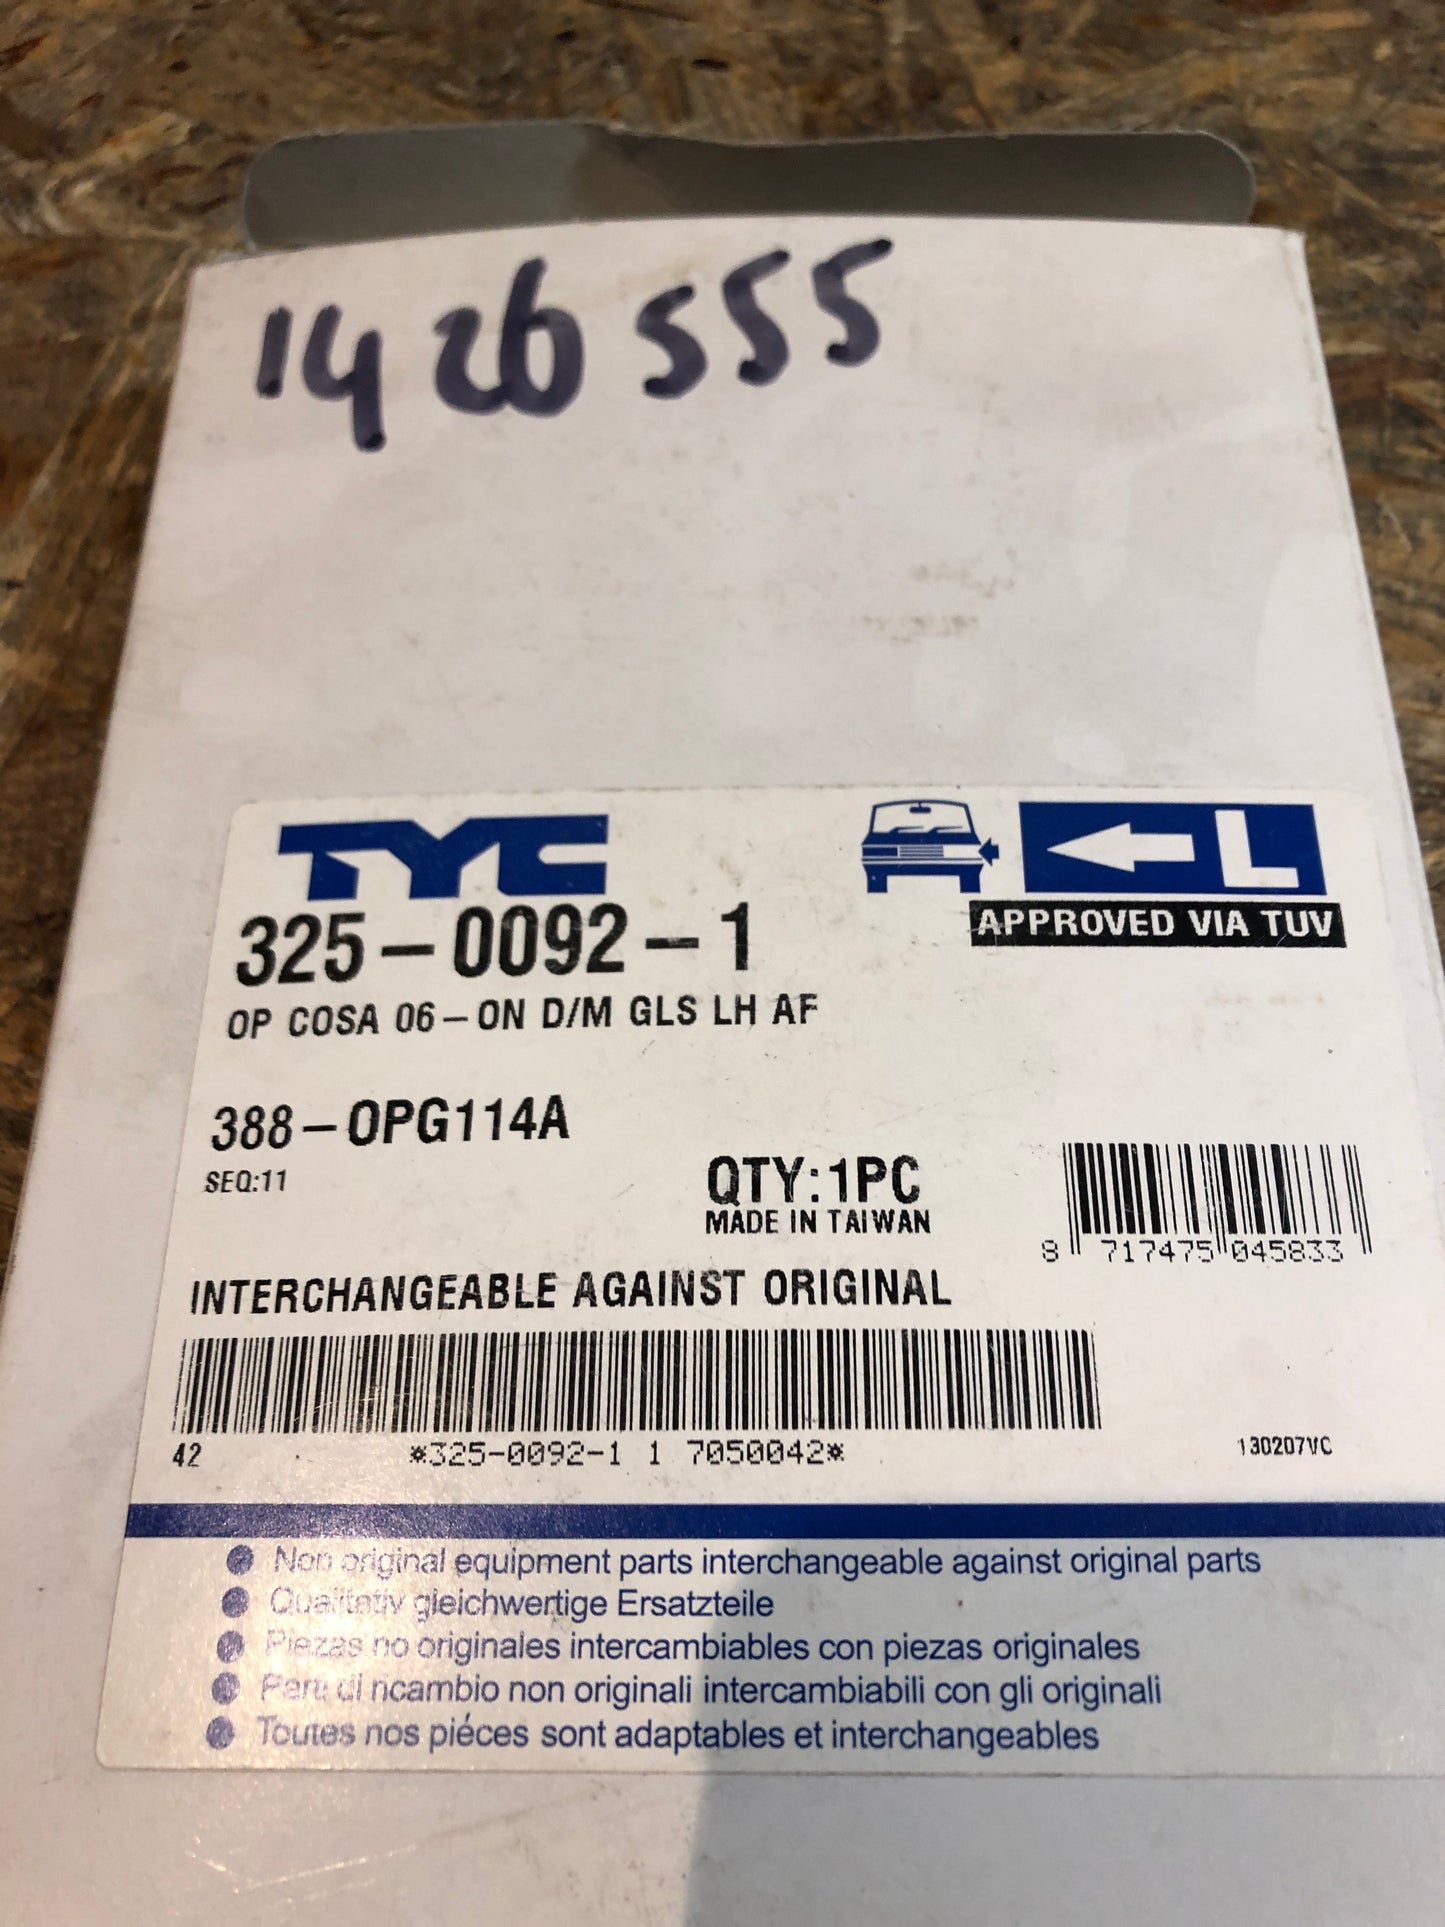 1426555
TYC
L
APPROVED VIA TUV
325-0092-1
OP COSA 06-ON D/M GLS LH AF
388-OPG114A
SEQ:11
QTY:1PC
MADE IN TAIWAN
8 717475 045833
INTERCHANGEABLE AGAINST ORIGINAL
42 *325-0092-1 1 7050042* 130207VC
● Non original equipment parts interchangeable against original parts
● Qualitativ gleichwertige Ersatzteile
● Piezas no originales intercambiables con piezas originales
● Parti di ricambio non originali intercambiabili con gli originali
● Toutes nos piéces sont adaptables et interchangeables